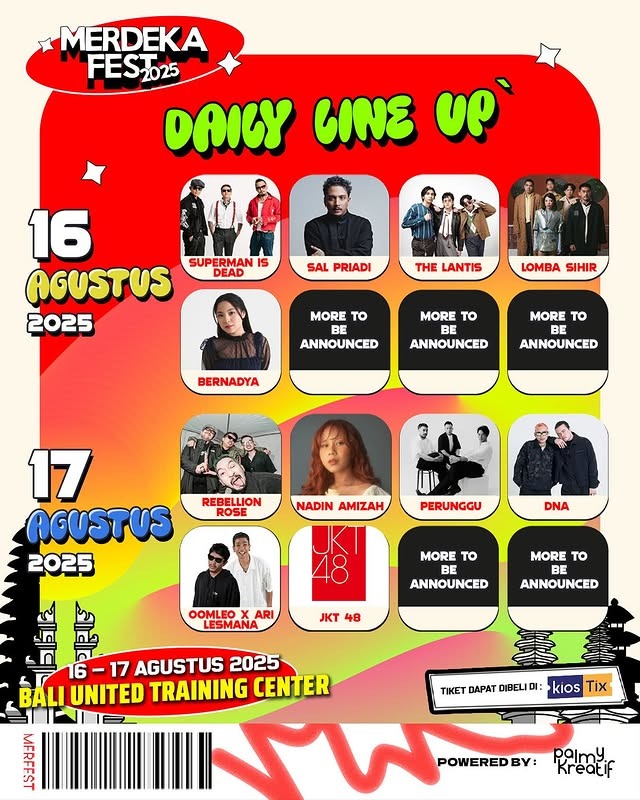 MERDEKA
FEST 2025
DAILY LINE UP`
16
AGUSTUS
2025
SUPERMAN IS
DEAD
SAL PRIADI
THE LANTIS
LOMBA SIHIR
BERNADYA
MORE TO
BE
ANNOUNCED
MORE TO
BE
ANNOUNCED
MORE TO
BE
ANNOUNCED
17
AGUSTUS
2025
REBELLION
ROSE
NADIN AMIZAH
PERUNGGU
DNA
OOMLEO X ARI
LESMANA
JKT
48
JKT 48
MORE TO
BE
ANNOUNCED
MORE TO
BE
ANNOUNCED
16 – 17 AGUSTUS 2025
BALI UNITED TRAINING CENTER
TIKET DAPAT DIBELI DI : kiosTix
MERFEST
POWERED BY :
palmy
Kreatif